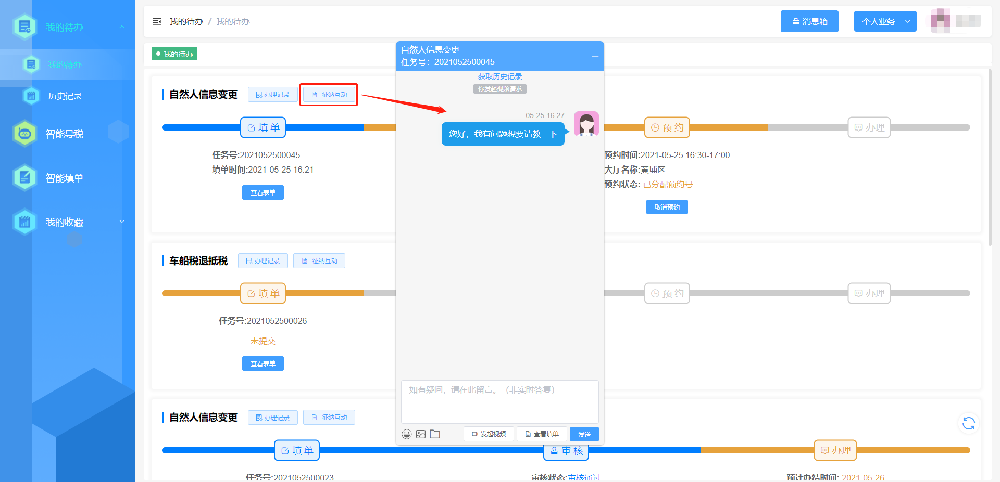 我的待办
我的待办
历史记录
智能导税
智能填单
我的收藏
我的待办 / 我的待办
消息箱
个人业务
我的待办
自然人信息变更
办理记录
征纳互动
填 单
预 约
办理
任务号:2021052500045
填单时间:2021-05-25 16:21
查看表单
预约时间:2021-05-25 16:30-17:00
大厅名称:黄埔区
预约状态: 已分配预约号
取消预约
自然人信息变更
任务号：2021052500045
获取历史记录
你发起视频请求
05-25 16:27
您好，我有问题想要请教一下
如有疑问，请在此留言。（非实时答复）
发起视频
查看填单
发送
车船税退抵税
办理记录
征纳互动
填 单
预 约
办理
任务号:2021052500026
未提交
查看表单
自然人信息变更
办理记录
征纳互动
填 单
审 核
办理
任务号:2021052500023
审核状态:审核通过
预计办结时间: 2021-05-26